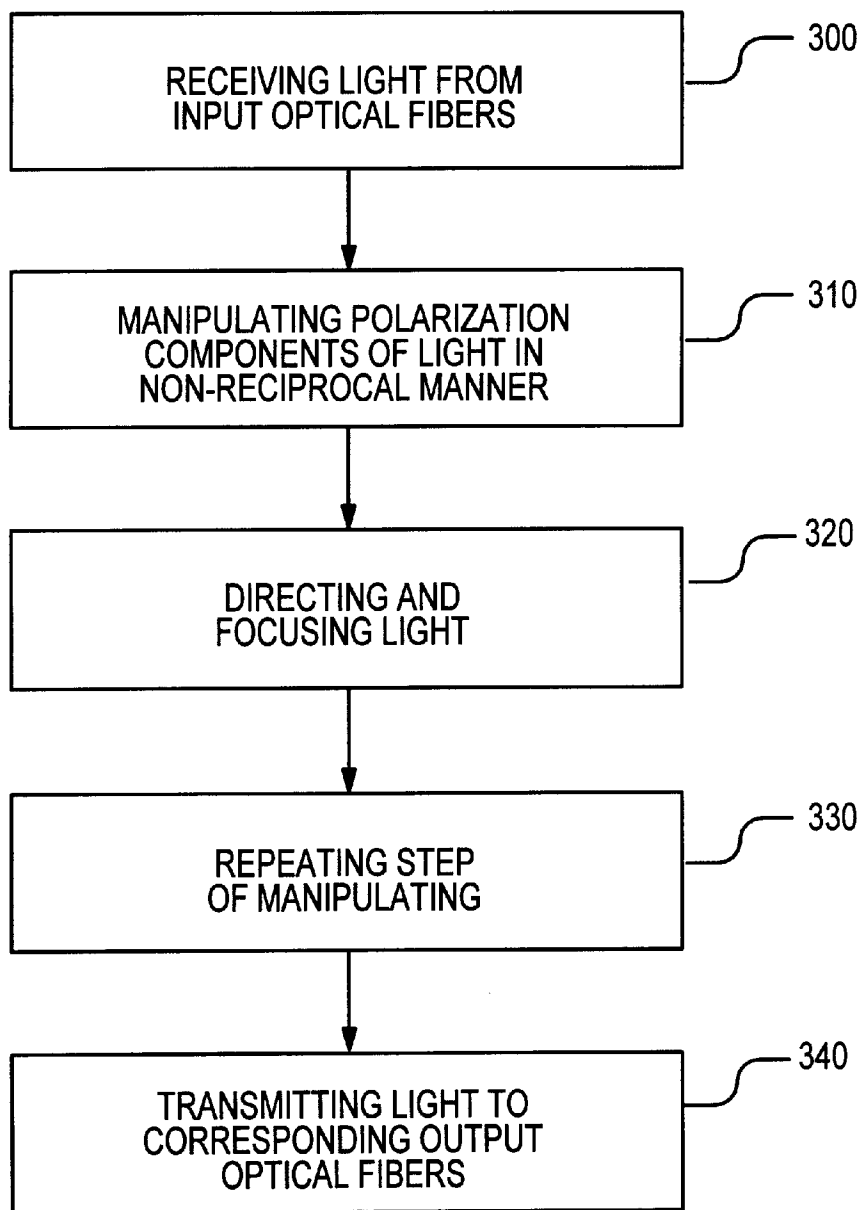 300
RECEIVING LIGHT FROM
INPUT OPTICAL FIBERS
310
MANIPULATING POLARIZATION
COMPONENTS OF LIGHT IN
NON-RECIPROCAL MANNER
320
DIRECTING AND
FOCUSING LIGHT
330
REPEATING STEP
OF MANIPULATING
340
TRANSMITTING LIGHT TO
CORRESPONDING OUTPUT
OPTICAL FIBERS